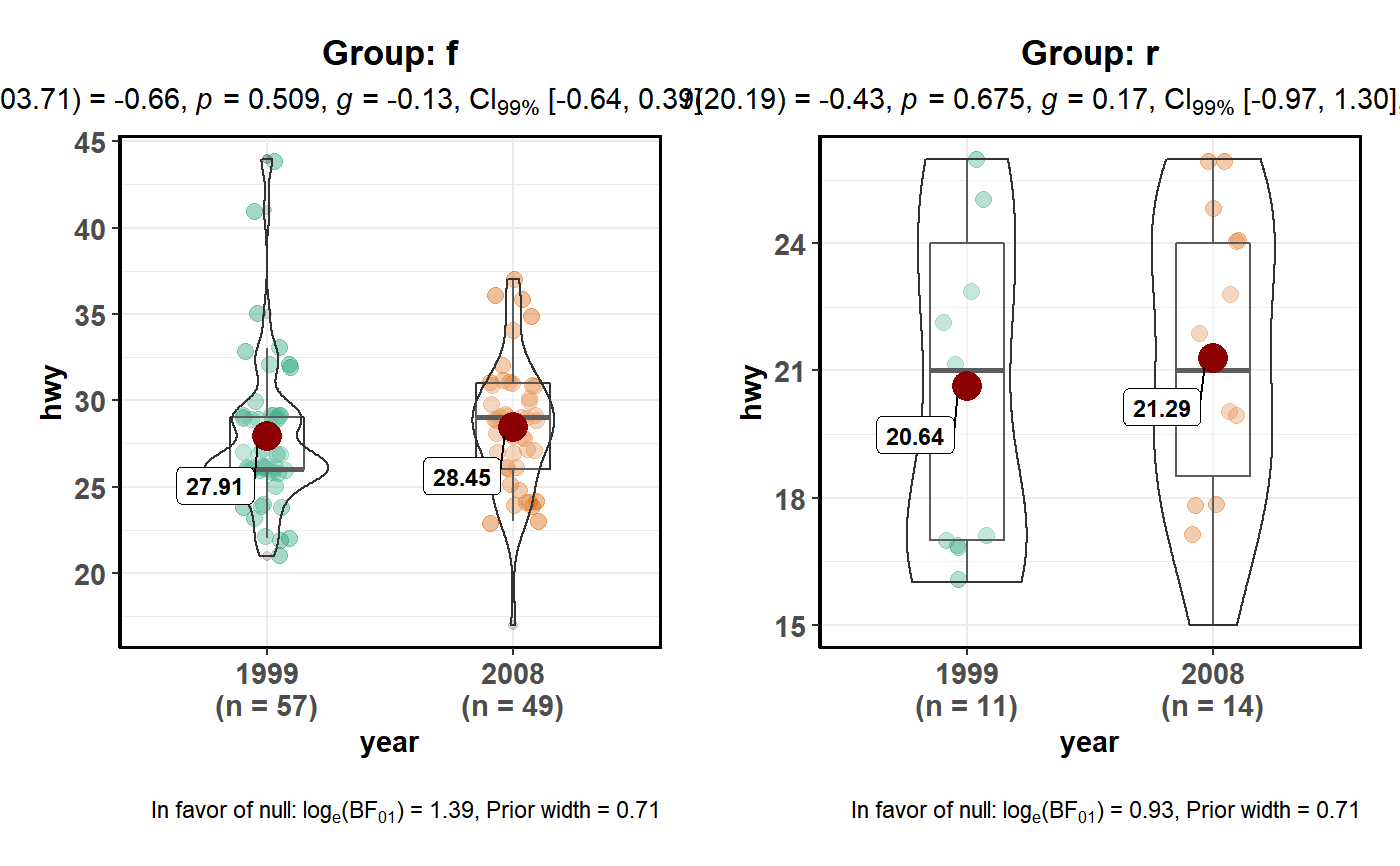 Group: f
03.71) = -0.66, p = 0.509, g = -0.13, CI99% [-0.64, 0.39]
45
40
35
30
25
20
hwy
27.91
28.45
1999
(n = 57)
2008
(n = 49)
year
In favor of null: loge(BF01) = 1.39, Prior width = 0.71
Group: r
(20.19) = -0.43, p = 0.675, g = 0.17, CI99% [-0.97, 1.30]
24
21
18
15
hwy
20.64
21.29
1999
(n = 11)
2008
(n = 14)
year
In favor of null: loge(BF01) = 0.93, Prior width = 0.71